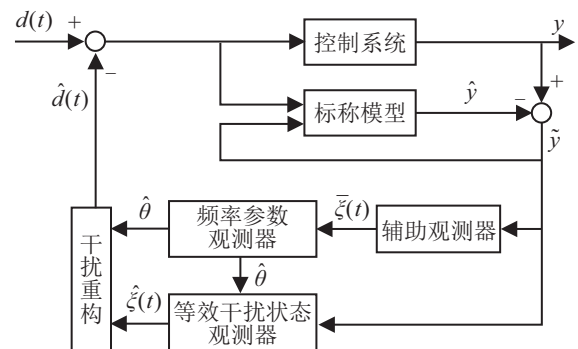 d(t) + y
控制系统
− +
d̂(t)
标称模型 ŷ −
ỹ
θ̂ 频率参数 ξ̄(t) 辅助观测器
观测器
干扰重构
θ̂
ξ̂(t) 等效干扰状态
观测器